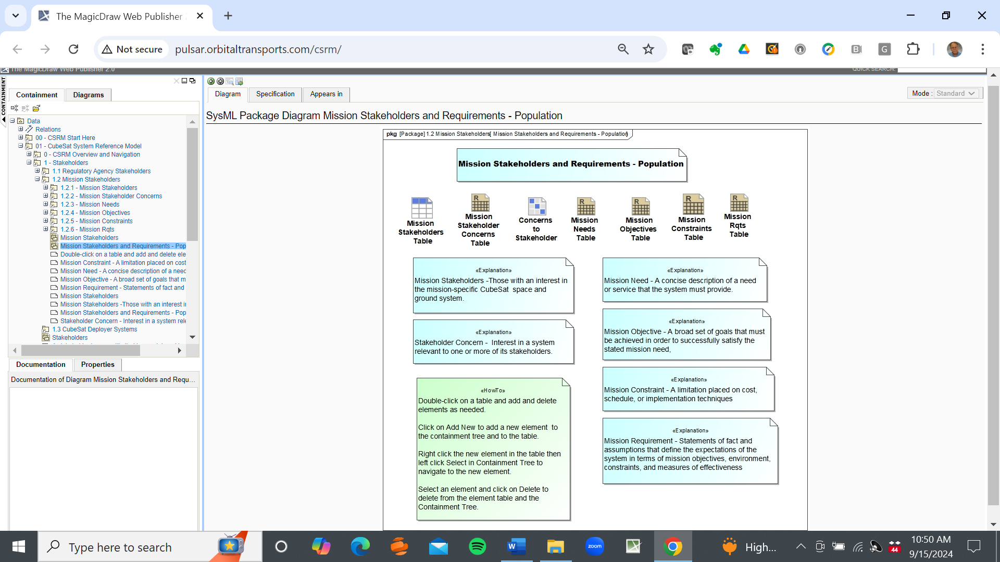 The MagicDraw Web Publisher
Not secure
pulsar.orbitaltransports.com/csrm/
The MagicDraw Web Publisher 2.0
QUICK SEARCH:
CONTAINMENT
Containment
Diagrams
Data
Relations
00 - CSRM Start Here
01 - CubeSat System Reference Model
0 - CSRM Overview and Navigation
1 - Stakeholders
1.1 Regulatory Agency Stakeholders
1.2 Mission Stakeholders
1.2.1 - Mission Stakeholders
1.2.2 - Mission Stakeholder Concerns
1.2.3 - Mission Needs
1.2.4 - Mission Objectives
1.2.5 - Mission Constraints
1.2.6 - Mission Rqts
Mission Stakeholders
Mission Stakeholders and Requirements - Pop
Double-click on a table and add and delete ele
Mission Constraint - A limitation placed on cost
Mission Need - A concise description of a need
Mission Objective - A broad set of goals that m
Mission Requirement - Statements of fact and
Mission Stakeholders
Mission Stakeholders -Those with an interest i
Mission Stakeholders and Requirements - Pop
Stakeholder Concern - Interest in a system rele
1.3 CubeSat Deployer Systems
Stakeholders
Documentation
Properties
Documentation of Diagram Mission Stakeholders and Requ...
Diagram
Specification
Appears in
Mode :
Standard
SysML Package Diagram Mission Stakeholders and Requirements - Population
pkg [Package] 1.2 Mission Stakeholders[ Mission Stakeholders and Requirements - Population]
Mission Stakeholders and Requirements - Population
Mission
Stakeholders
Table
Mission
Stakeholder
Concerns
Table
Concerns
to
Stakeholder
Mission
Needs
Table
Mission
Objectives
Table
Mission
Constraints
Table
Mission
Rqts
Table
«Explanation»
Mission Stakeholders -Those with an interest in
the mission-specific CubeSat space and
ground system.
«Explanation»
Stakeholder Concern - Interest in a system
relevant to one or more of its stakeholders.
«HowTo»
Double-click on a table and add and delete
elements as needed.
Click on Add New to add a new element to
the containment tree and to the table.
Right click the new element in the table then
left click Select in Containment Tree to
navigate to the new element.
Select an element and click on Delete to
delete from the element table and the
Containment Tree.
«Explanation»
Mission Need - A concise description of a need
or service that the system must provide.
«Explanation»
Mission Objective - A broad set of goals that must
be achieved in order to successfully satisfy the
stated mission need,
«Explanation»
Mission Constraint - A limitation placed on cost,
schedule, or implementation techniques
«Explanation»
Mission Requirement - Statements of fact and
assumptions that define the expectations of the
system in terms of mission objectives, environment,
constraints, and measures of effectiveness
Type here to search
zoom
High...
44
10:50 AM
9/15/2024